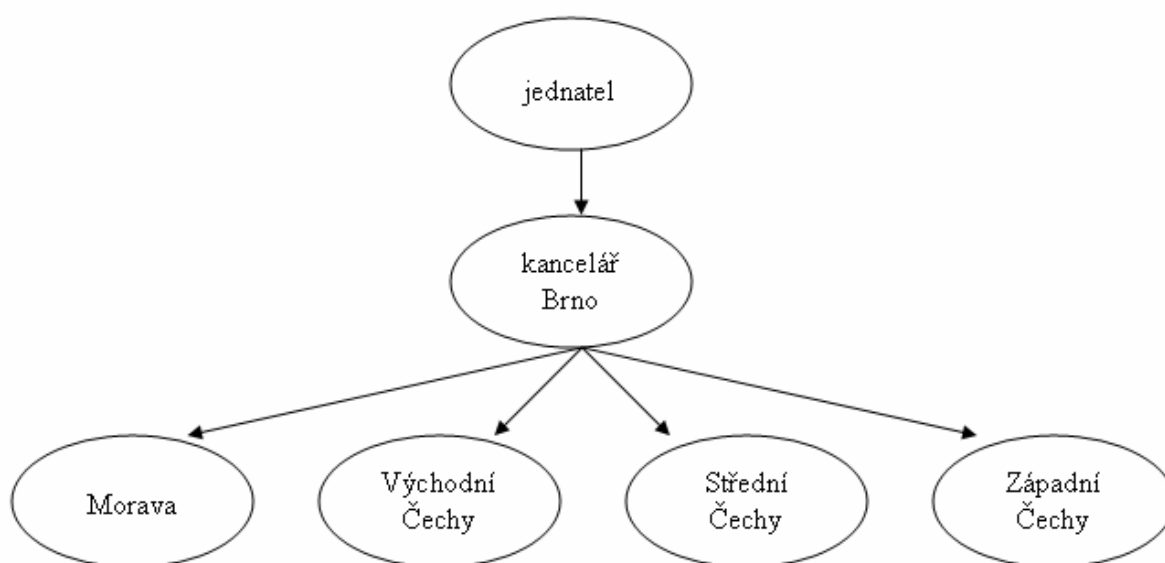 jednatel
kancelář
Brno
Morava
Východní
Čechy
Střední
Čechy
Západní
Čechy